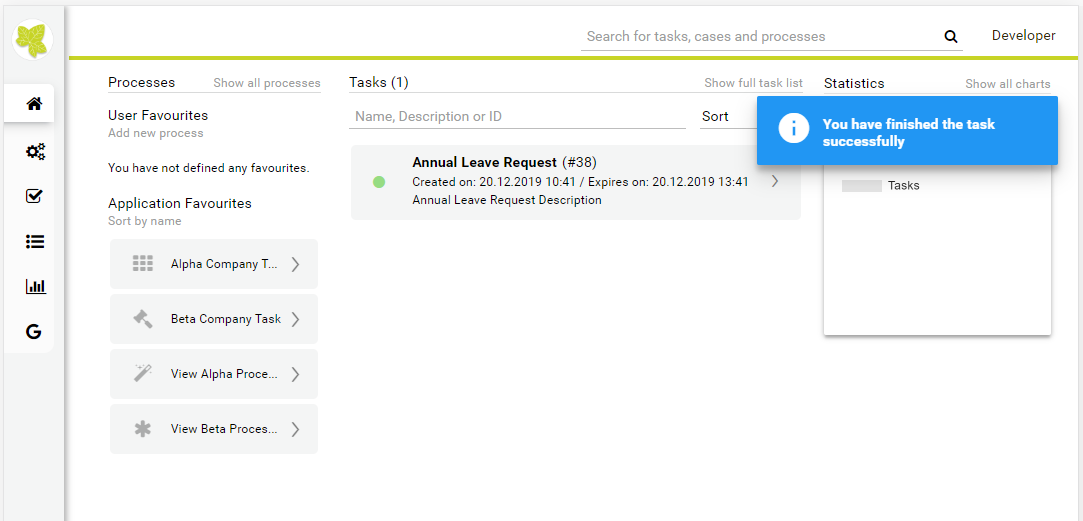 Search for tasks, cases and processes
Developer
Processes
Show all processes
User Favourites
Add new process
You have not defined any favourites.
Application Favourites
Sort by name
Alpha Company T...
Beta Company Task
View Alpha Proce...
View Beta Proces...
Tasks (1)
Show full task list
Name, Description or ID
Sort
Annual Leave Request (#38)
Created on: 20.12.2019 10:41 / Expires on: 20.12.2019 13:41
Annual Leave Request Description
Statistics
Show all charts
You have finished the task
successfully
Tasks
G